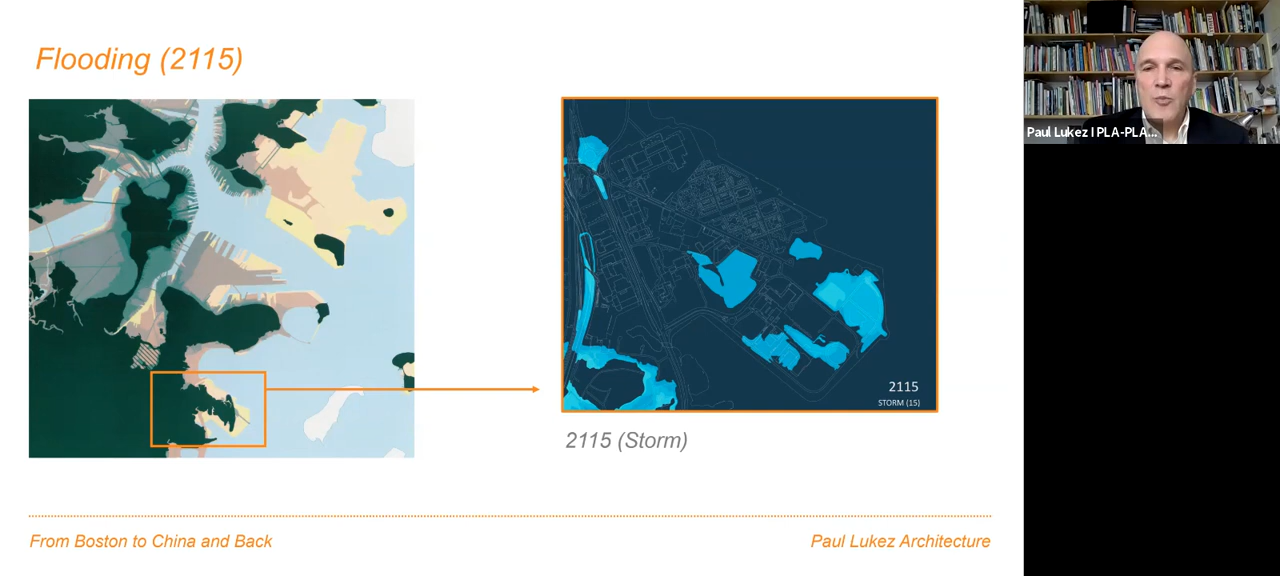 Flooding (2115)
Paul Lukez I PLA-PLA...
2115
STORM (15)
2115 (Storm)
From Boston to China and Back
Paul Lukez Architecture